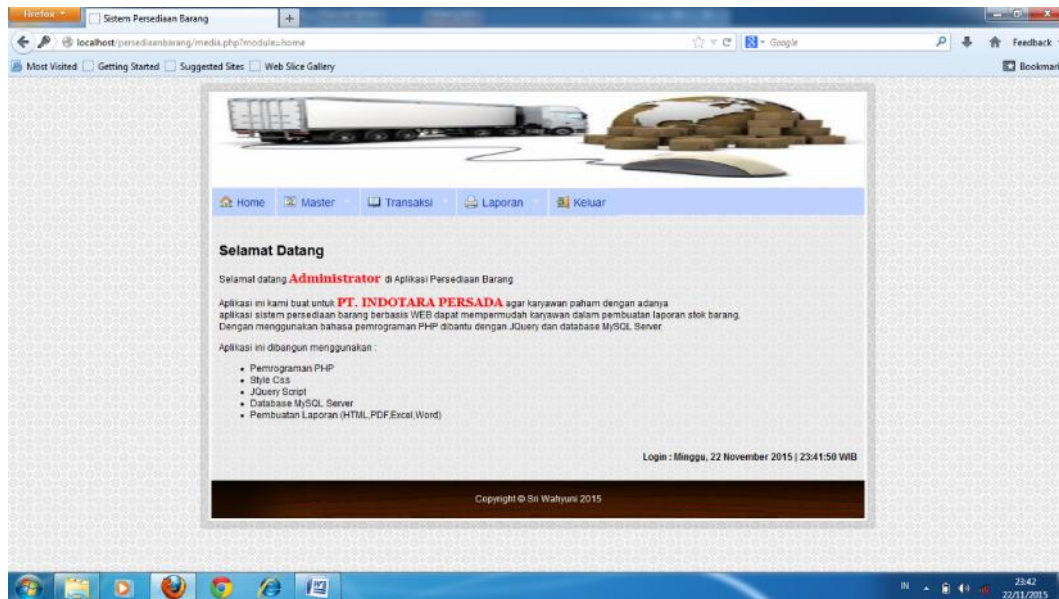 Firefox
Sistem Persediaan Barang
localhost/persediaanbarang/media.php?module=home
Google
Feedback
Most Visited Getting Started Suggested Sites Web Slice Gallery
Bookmar
Home Master Transaksi Laporan Keluar
Selamat Datang
Selamat datang Administrator di Aplikasi Persediaan Barang
Aplikasi ini kami buat untuk PT. INDOTARA PERSADA agar karyawan paham dengan adanya
aplikasi sistem persediaan barang berbasis WEB dapat mempermudah karyawan dalam pembuatan laporan stok barang.
Dengan menggunakan bahasa pemrograman PHP dibantu dengan JQuery dan database MySQL Server.
Aplikasi ini dibangun menggunakan :
• Pemrograman PHP
• Style Css
• JQuery Script
• Database MySQL Server
• Pembuatan Laporan (HTML,PDF,Excel,Word)
Login : Minggu, 22 November 2015 | 23:41:50 WIB
Copyright © Sri Wahyuni 2015
IN
23:42
22/11/2015